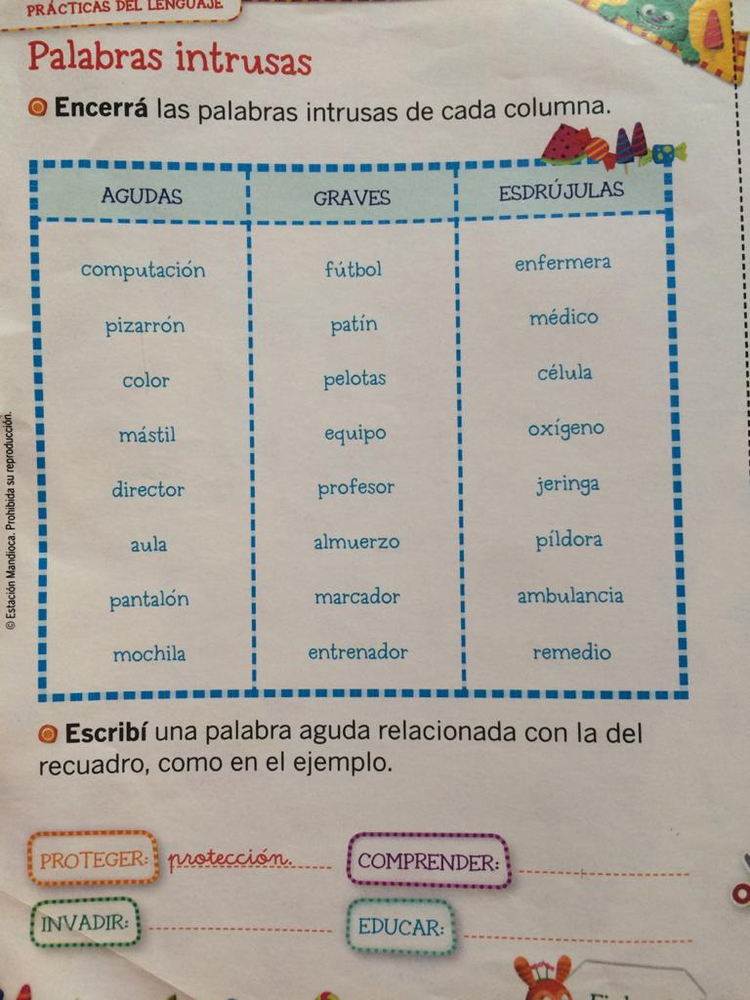 PRÁCTICAS DEL LENGUAJE
Palabras intrusas
Encerrá las palabras intrusas de cada columna.
AGUDAS GRAVES ESDRÚJULAS
computación fútbol enfermera
pizarrón patín médico
color pelotas célula
mástil equipo oxígeno
director profesor jeringa
aula almuerzo píldora
pantalón marcador ambulancia
mochila entrenador remedio
© Estación Mandioca. Prohibida su reproducción.
Escribí una palabra aguda relacionada con la del
recuadro, como en el ejemplo.
PROTEGER: protección. COMPRENDER:
INVADIR: EDUCAR: